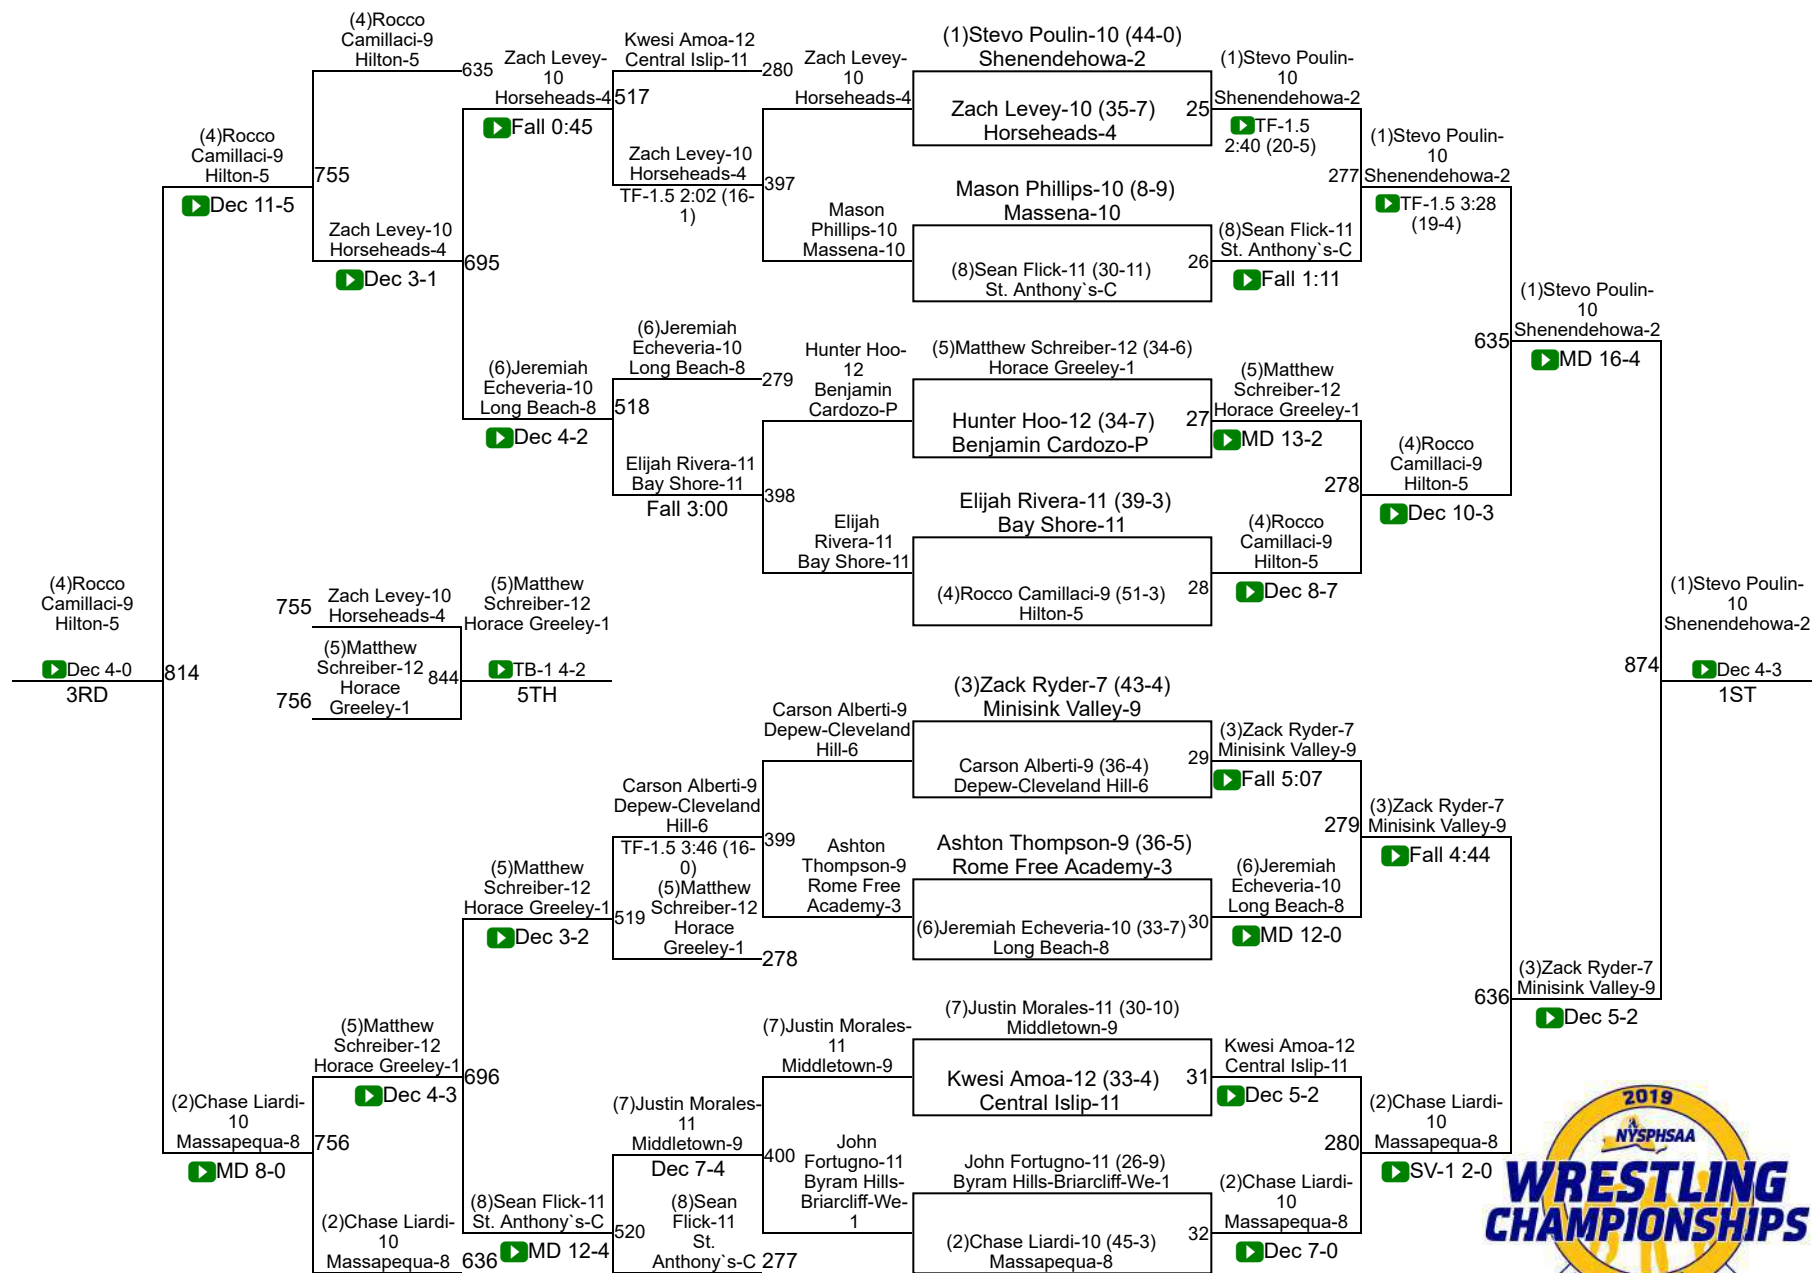 (4)Rocco
Camillaci-9
Hilton-5
635
Zach Levey-
10
Horseheads-4
517
Fall 0:45
Kwesi Amoa-12
Central Islip-11
280
Zach Levey-
10
Horseheads-4
(1)Stevo Poulin-10 (44-0)
Shenendehowa-2
Zach Levey-10 (35-7)
Horseheads-4
25
(1)Stevo Poulin-
10
Shenendehowa-2
TF-1.5
2:40 (20-5)
(4)Rocco
Camillaci-9
Hilton-5
755
Dec 11-5
Zach Levey-10
Horseheads-4
TF-1.5 2:02 (16-
1)
397
Mason Phillips-10 (8-9)
Massena-10
(8)Sean Flick-11 (30-11)
St. Anthony`s-C
26
277
(1)Stevo Poulin-
10
Shenendehowa-2
TF-1.5 3:28
(19-4)
Zach Levey-10
Horseheads-4
Dec 3-1
695
Mason
Phillips-10
Massena-10
(8)Sean Flick-11
St. Anthony`s-C
Fall 1:11
(1)Stevo Poulin-
10
Shenendehowa-2
635
MD 16-4
(6)Jeremiah
Echeveria-10
Long Beach-8
518
Dec 4-2
(6)Jeremiah
Echeveria-10
Long Beach-8
279
Hunter Hoo-
12
Benjamin
Cardozo-P
(5)Matthew Schreiber-12 (34-6)
Horace Greeley-1
Hunter Hoo-12 (34-7)
Benjamin Cardozo-P
27
(5)Matthew
Schreiber-12
Horace Greeley-1
MD 13-2
Elijah Rivera-11
Bay Shore-11
Fall 3:00
398
Elijah
Rivera-11
Bay Shore-11
Elijah Rivera-11 (39-3)
Bay Shore-11
(4)Rocco Camillaci-9 (51-3)
Hilton-5
28
278
(4)Rocco
Camillaci-9
Hilton-5
Dec 10-3
(4)Rocco
Camillaci-9
Hilton-5
Dec 8-7
(4)Rocco
Camillaci-9
Hilton-5
Dec 4-0
3RD
814
755
Zach Levey-10
Horseheads-4
(5)Matthew
Schreiber-12
Horace
Greeley-1
756
844
(5)Matthew
Schreiber-12
Horace Greeley-1
TB-1 4-2
5TH
(1)Stevo Poulin-
10
Shenendehowa-2
874
Dec 4-3
1ST
Carson Alberti-9
Depew-Cleveland
Hill-6
(3)Zack Ryder-7 (43-4)
Minisink Valley-9
Carson Alberti-9 (36-4)
Depew-Cleveland Hill-6
29
(3)Zack Ryder-7
Minisink Valley-9
Fall 5:07
Carson Alberti-9
Depew-Cleveland
Hill-6
TF-1.5 3:46 (16-
0)
399
Ashton
Thompson-9
Rome Free
Academy-3
Ashton Thompson-9 (36-5)
Rome Free Academy-3
(6)Jeremiah Echeveria-10 (33-7)
Long Beach-8
30
279
(3)Zack Ryder-7
Minisink Valley-9
Fall 4:44
(6)Jeremiah
Echeveria-10
Long Beach-8
MD 12-0
(5)Matthew
Schreiber-12
Horace Greeley-1
519
Dec 3-2
(5)Matthew
Schreiber-12
Horace
Greeley-1
278
636
(3)Zack Ryder-7
Minisink Valley-9
Dec 5-2
(5)Matthew
Schreiber-12
Horace Greeley-1
696
Dec 4-3
(7)Justin Morales-
11
Middletown-9
(7)Justin Morales-11 (30-10)
Middletown-9
Kwesi Amoa-12 (33-4)
Central Islip-11
31
Kwesi Amoa-12
Central Islip-11
Dec 5-2
(2)Chase Liardi-
10
Massapequa-8
756
MD 8-0
(7)Justin Morales-
11
Middletown-9
Dec 7-4
400
John
Fortugno-11
Byram Hills-
Briarcliff-We-
1
John Fortugno-11 (26-9)
Byram Hills-Briarcliff-We-1
(2)Chase Liardi-10 (45-3)
Massapequa-8
32
280
(2)Chase Liardi-
10
Massapequa-8
SV-1 2-0
(2)Chase Liardi-
10
Massapequa-8
Dec 7-0
(2)Chase Liardi-
10
Massapequa-8
636
(8)Sean Flick-11
St. Anthony`s-C
520
MD 12-4
(8)Sean
Flick-11
St.
Anthony`s-C
277
2019
NYSPHSAA
WRESTLING
CHAMPIONSHIPS